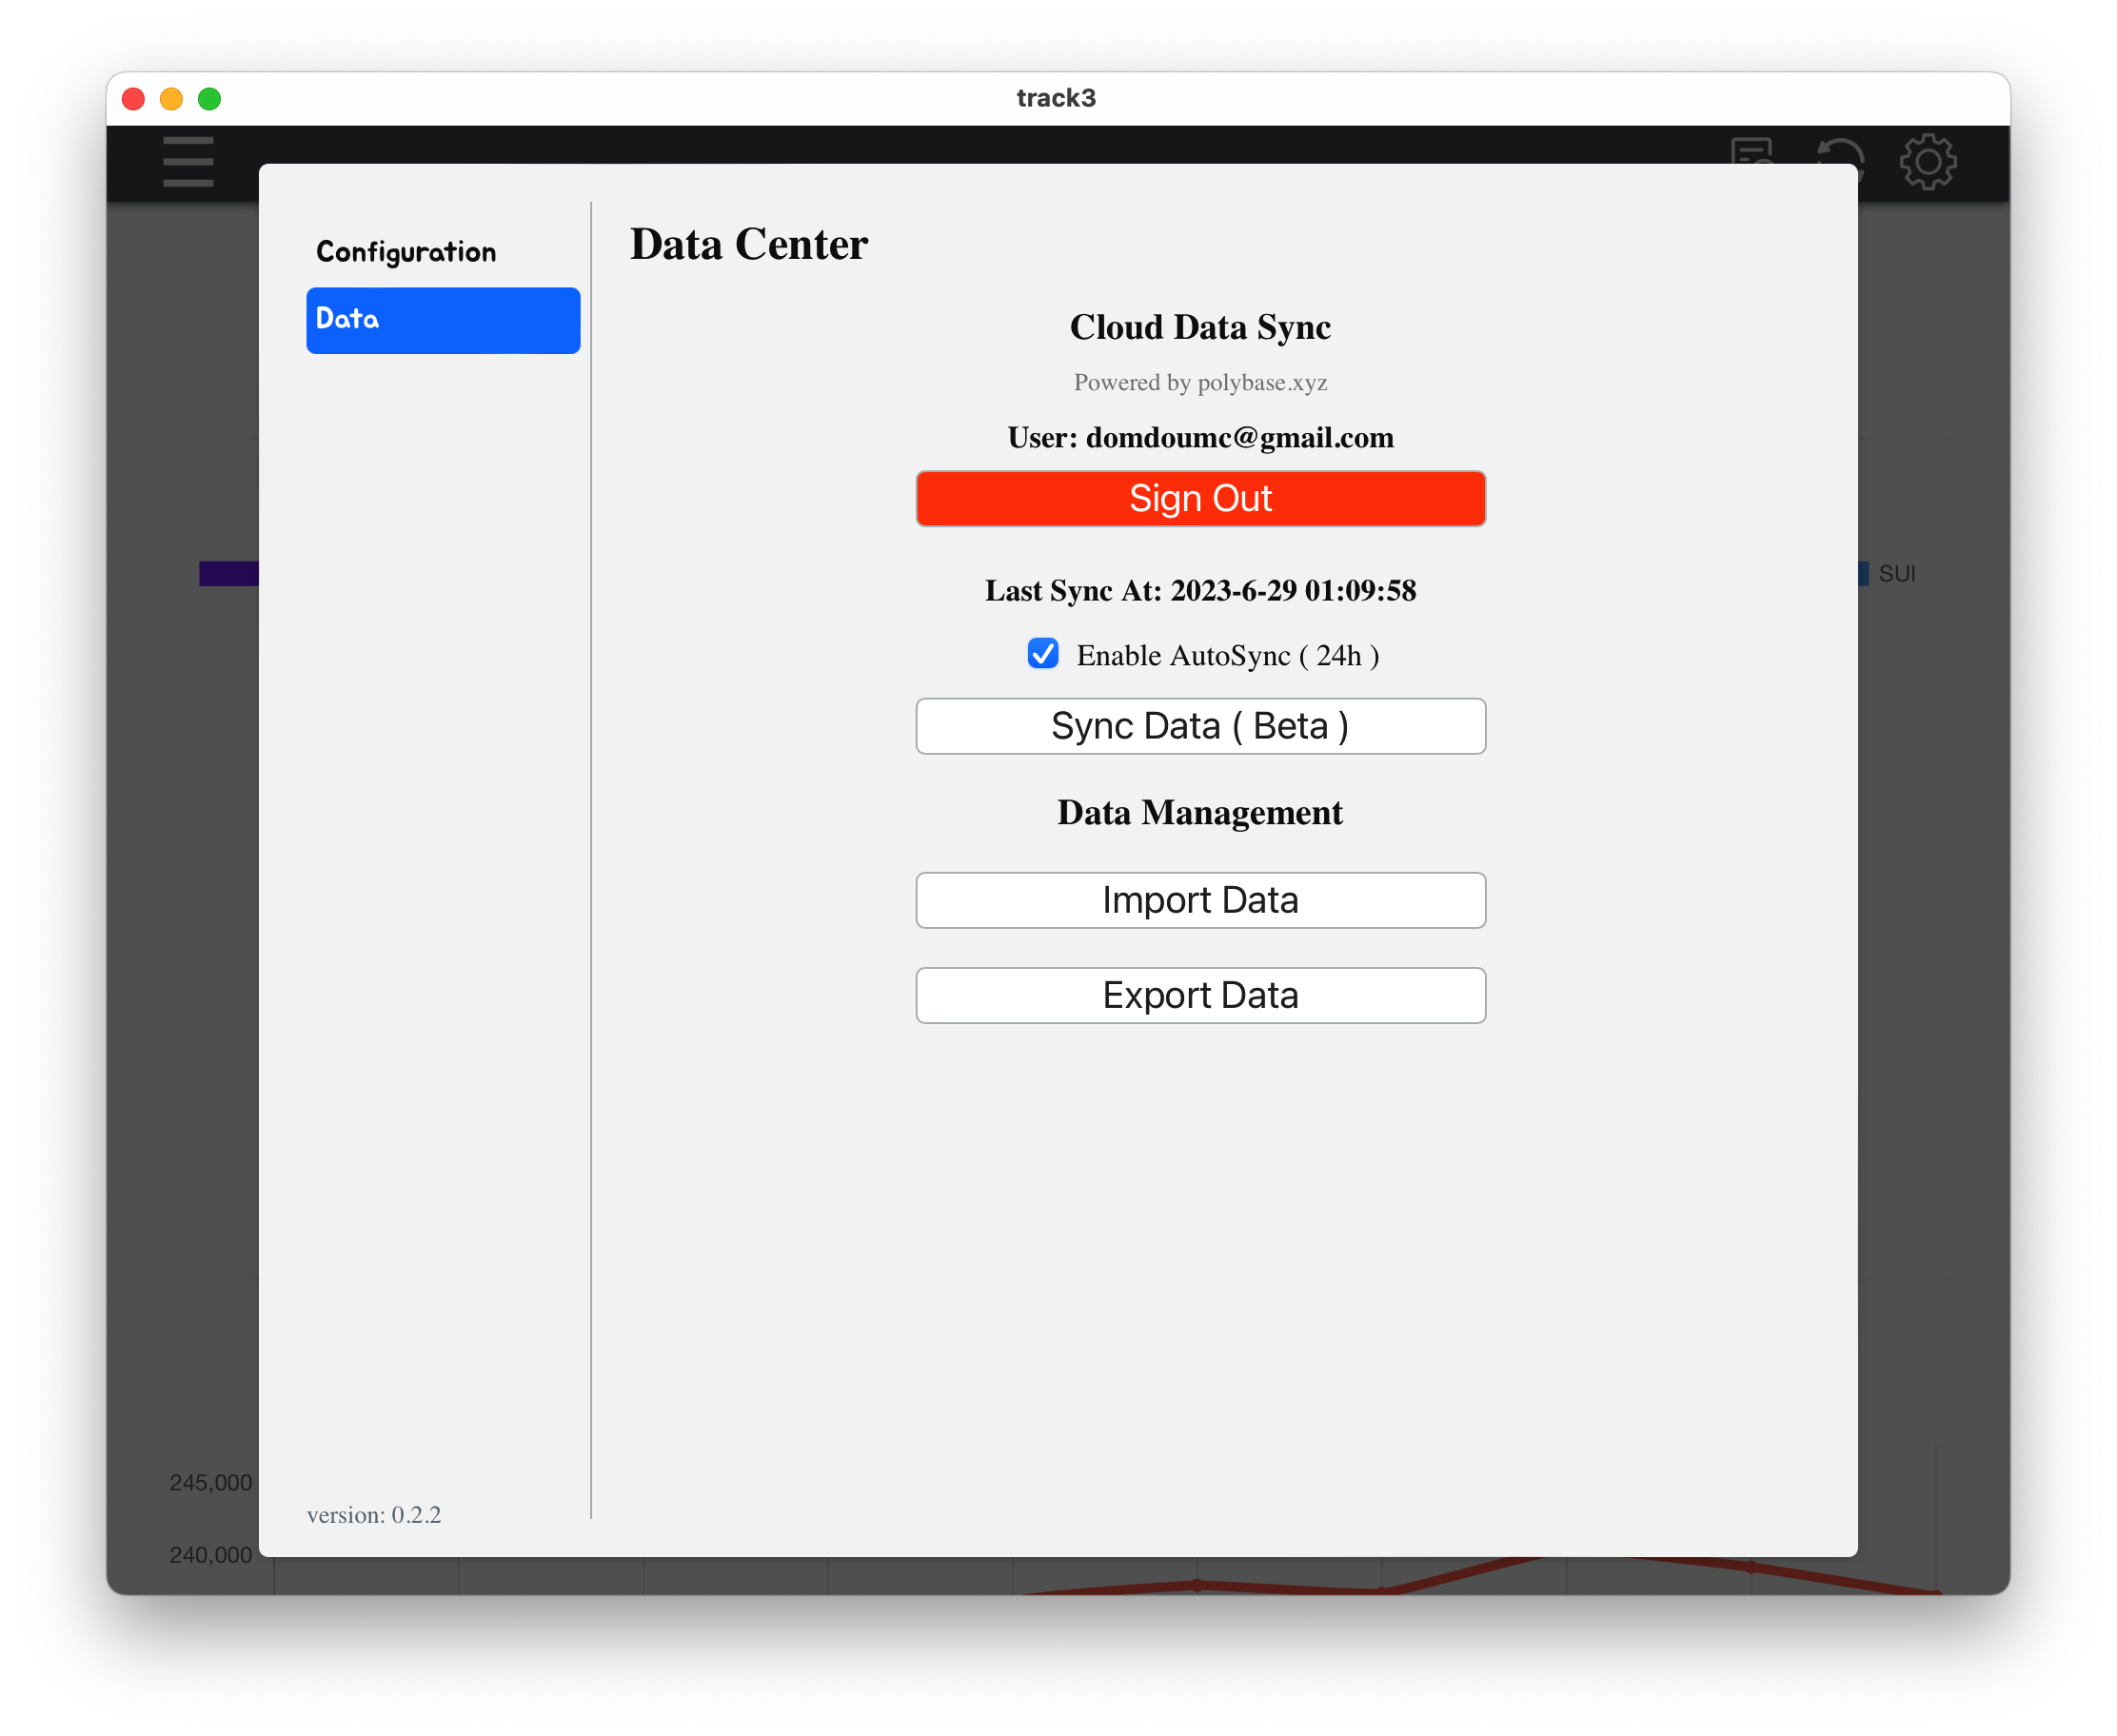 track3
Configuration
Data
Data Center
Cloud Data Sync
Powered by polybase.xyz
User: domdoumc@gmail.com
Sign Out
Last Sync At: 2023-6-29 01:09:58
Enable AutoSync ( 24h )
Sync Data ( Beta )
Data Management
Import Data
Export Data
version: 0.2.2
SUI
245,000
240,000